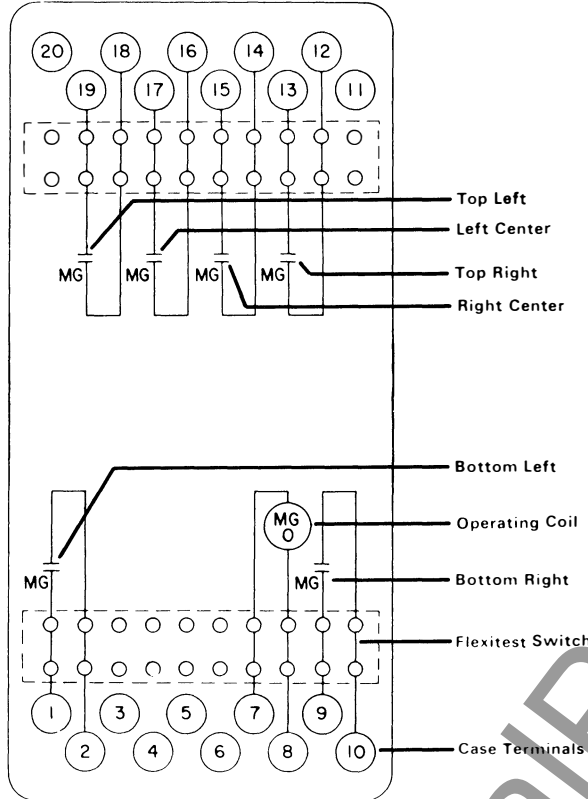 20 18 16 14 12
19 17 15 13 11
Top Left
Left Center
MG MG MG MG
Top Right
Right Center
Bottom Left
MG
O
Operating Coil
MG MG
Bottom Right
Flexitest Switch
1 3 5 7 9
2 4 6 8 10
Case Terminals